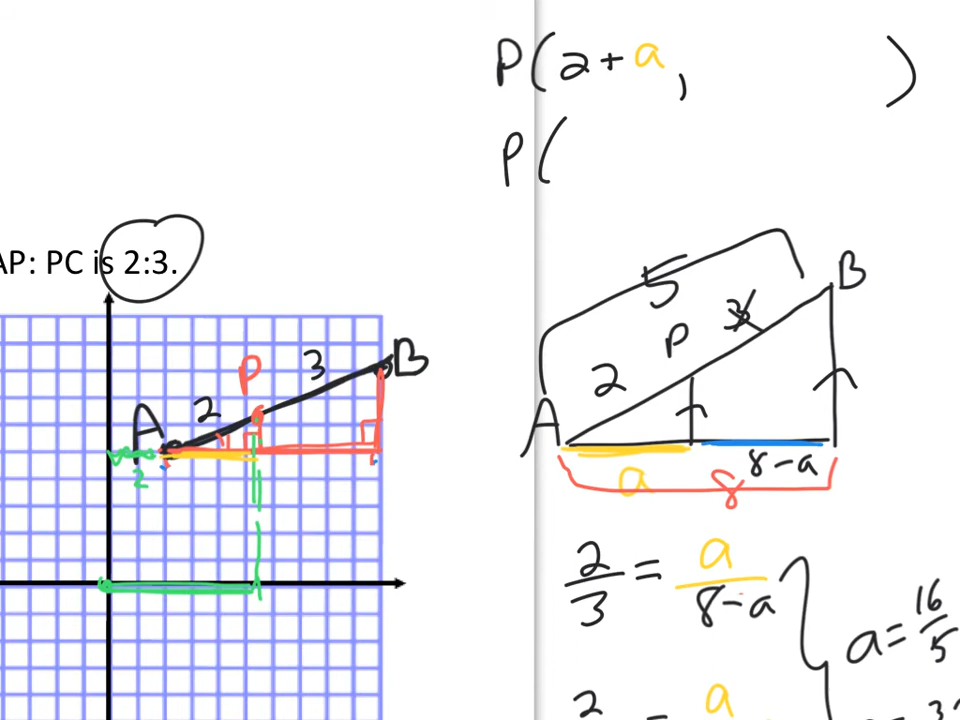 P(2+a, )
P(
AP: PC is 2:3.
B
5
P
3
2
A
a
8-a
8
P
3
B
A
2
2
2/3 = a/(8-a)
a = 16/5
2 = a